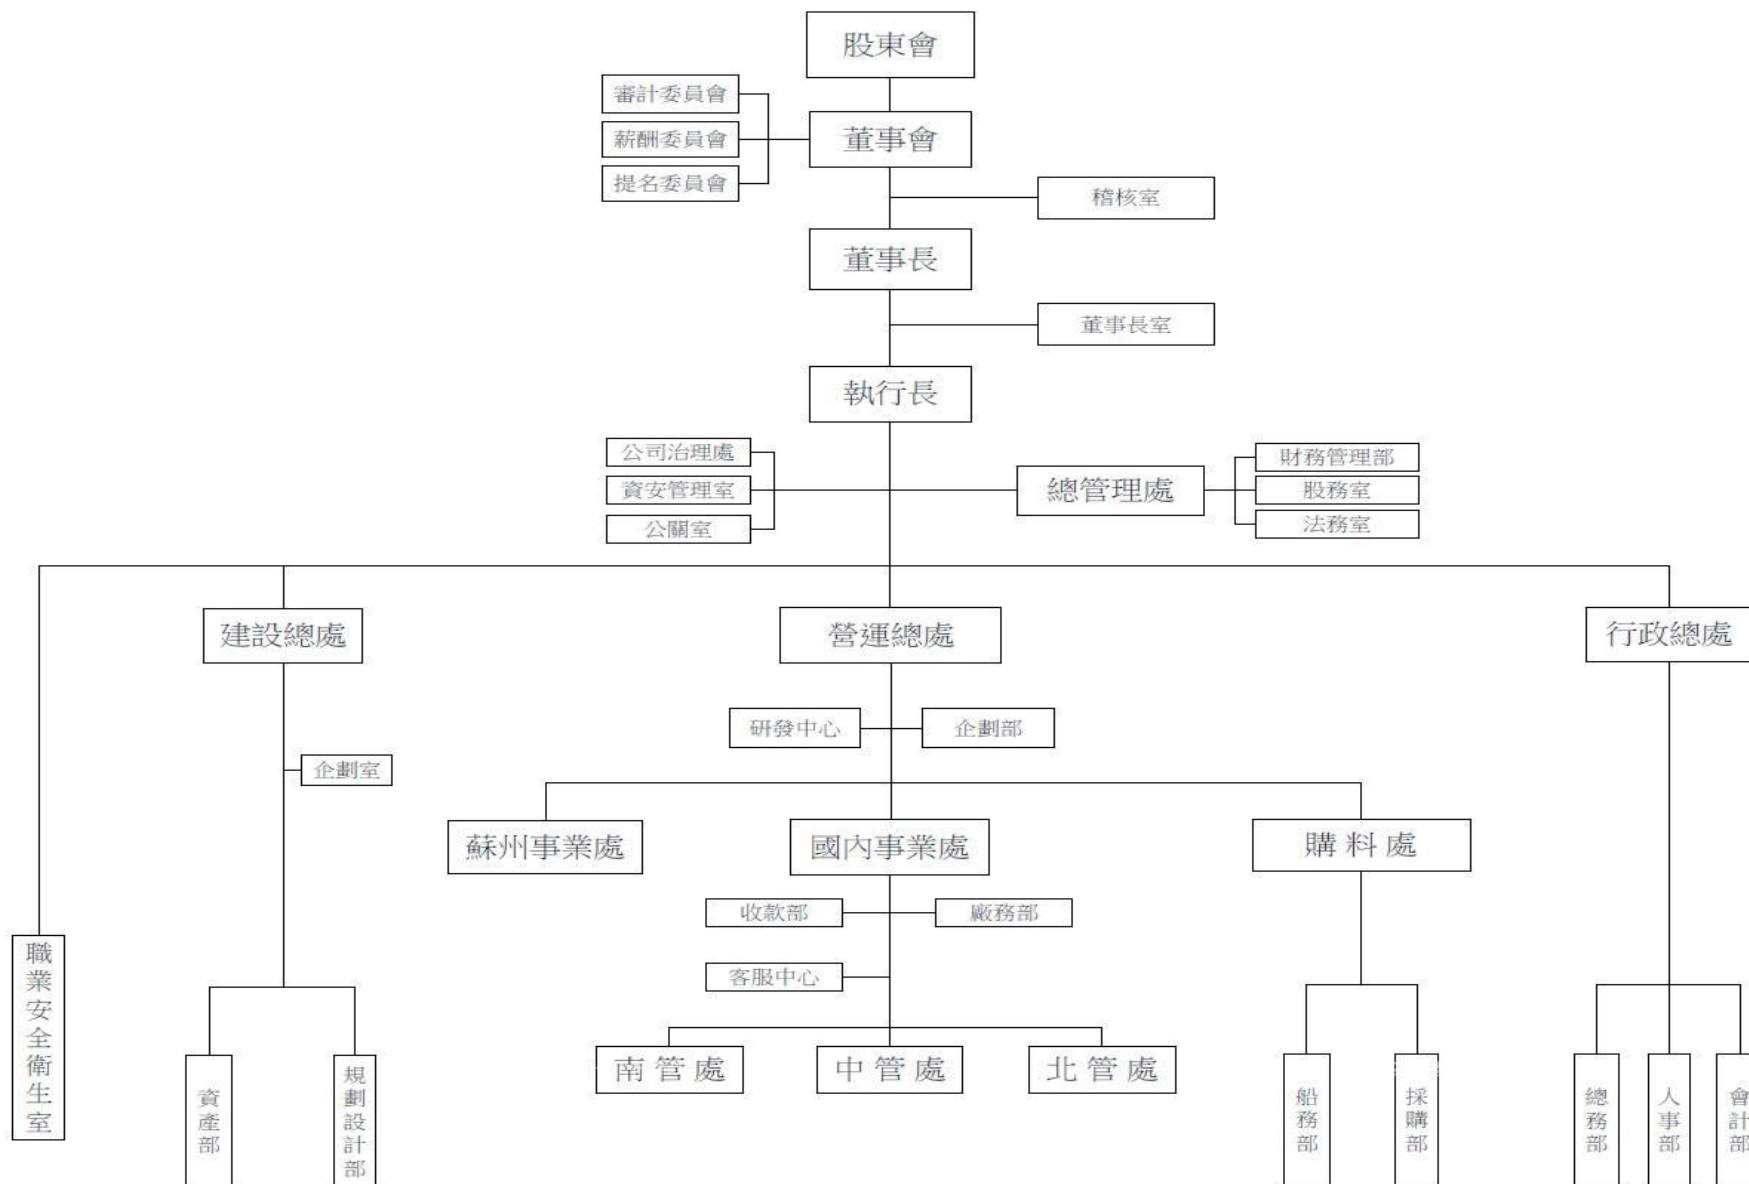 股東會
審計委員會
薪酬委員會
提名委員會
董事會
稽核室
董事長
董事長室
執行長
公司治理處
資安管理室
公關室
總管理處
財務管理部
股務室
法務室
建設總處
營運總處
行政總處
研發中心
企劃部
企劃室
蘇州事業處
國內事業處
購料處
收款部
廠務部
客服中心
職業安全衛生室
南管處
中管處
北管處
資產部
規劃設計部
船務部
採購部
總務部
人事部
會計部